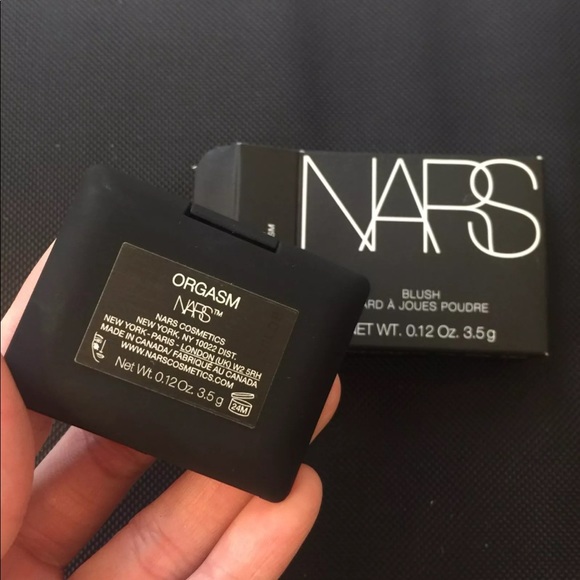 NARS
BLUSH
ARD À JOUES POUDRE
NET WT. 0.12 Oz. 3.5 g
ORGASM
NARS™
NARS COSMETICS
NEW YORK, NY 10022 DIST.
NEW YORK - PARIS - LONDON (UK) W2 5RH
MADE IN CANADA / FABRIQUÉ AU CANADA
WWW.NARSCOSMETICS.COM
Net Wt. 0.12 Oz. 3.5 g
24M